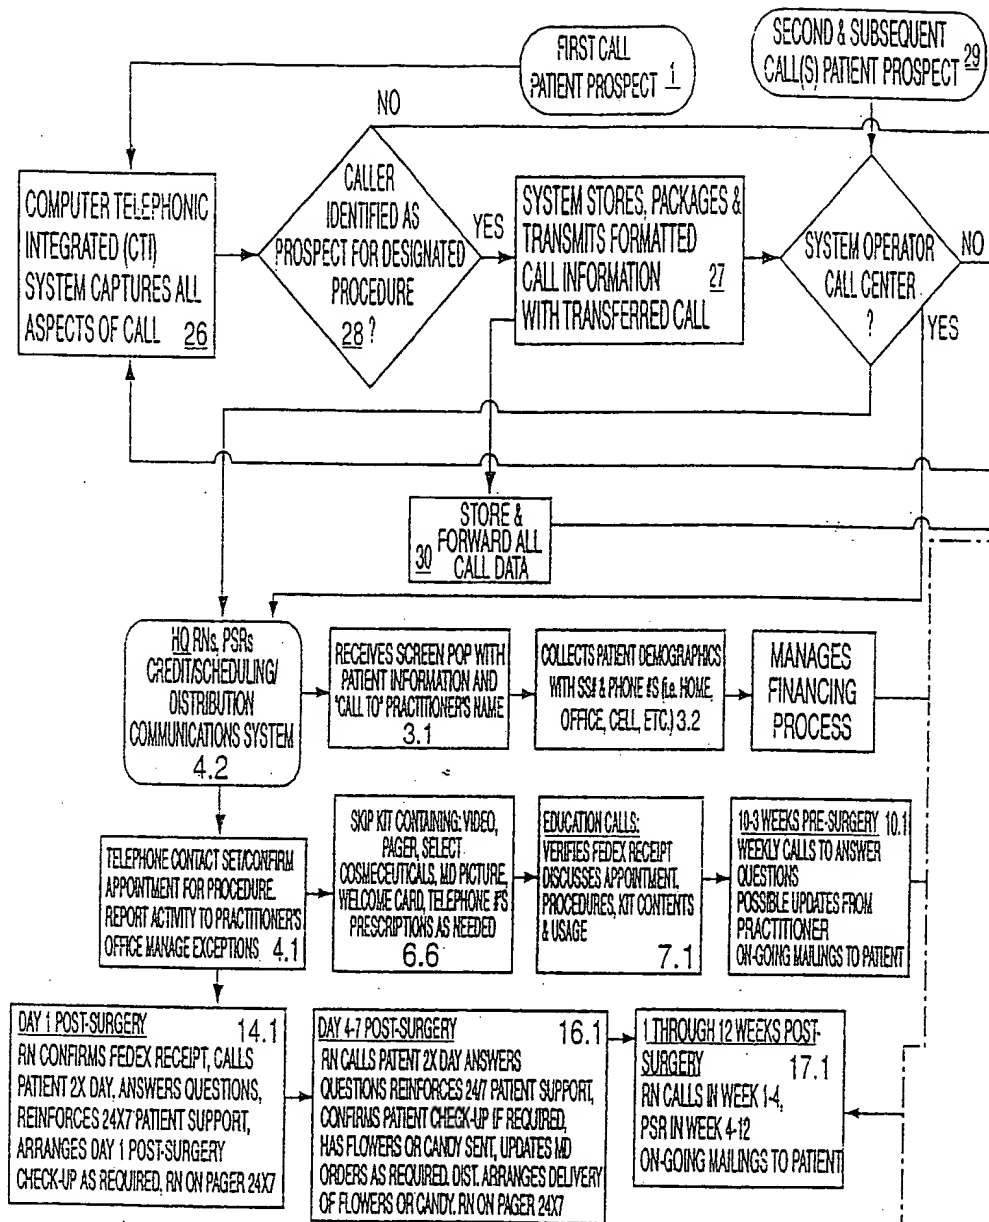 FIRST CALL
PATIENT PROSPECT 1
SECOND & SUBSEQUENT
CALL(S) PATIENT PROSPECT 29
NO
COMPUTER TELEPHONIC
INTEGRATED (CTI)
SYSTEM CAPTURES ALL
ASPECTS OF CALL 26
CALLER
IDENTIFIED AS
PROSPECT FOR DESIGNATED
PROCEDURE
28 ?
YES
SYSTEM STORES, PACKAGES &
TRANSMITS FORMATTED
CALL INFORMATION 27
WITH TRANSFERRED CALL
SYSTEM OPERATOR
CALL CENTER
?
NO
YES
STORE &
30 FORWARD ALL
CALL DATA
HQ RNs, PSRs
CREDIT/SCHEDULING/
DISTRIBUTION
COMMUNICATIONS SYSTEM
4.2
RECEIVES SCREEN POP WITH
PATIENT INFORMATION AND
"CALL TO" PRACTITIONER'S NAME
3.1
COLLECTS PATIENT DEMOGRAPHICS
WITH SS# & PHONE #S (i.e. HOME,
OFFICE, CELL, ETC.) 3.2
MANAGES
FINANCING
PROCESS
TELEPHONE CONTACT SET/CONFIRM
APPOINTMENT FOR PROCEDURE.
REPORT ACTIVITY TO PRACTITIONER'S
OFFICE MANAGE EXCEPTIONS 4.1
SKIP KIT CONTAINING: VIDEO,
PAGER, SELECT
COSMECEUTICALS, MD PICTURE,
WELCOME CARD, TELEPHONE #'S
PRESCRIPTIONS AS NEEDED
6.6
EDUCATION CALLS:
VERIFIES FEDEX RECEIPT
DISCUSSES APPOINTMENT,
PROCEDURES, KIT CONTENTS
& USAGE
7.1
10-3 WEEKS PRE-SURGERY 10.1
WEEKLY CALLS TO ANSWER
QUESTIONS
POSSIBLE UPDATES FROM
PRACTITIONER
ON-GOING MAILINGS TO PATIENT
DAY 1 POST-SURGERY 14.1
RN CONFIRMS FEDEX RECEIPT, CALLS
PATIENT 2X DAY, ANSWERS QUESTIONS,
REINFORCES 24X7 PATIENT SUPPORT,
ARRANGES DAY 1 POST-SURGERY
CHECK-UP AS REQUIRED, RN ON PAGER 24X7
DAY 4-7 POST-SURGERY 16.1
RN CALLS PATENT 2X DAY ANSWERS
QUESTIONS REINFORCES 24/7 PATIENT SUPPORT,
CONFIRMS PATIENT CHECK-UP IF REQUIRED,
HAS FLOWERS OR CANDY SENT, UPDATES MD
ORDERS AS REQUIRED. DIST. ARRANGES DELIVERY
OF FLOWERS OR CANDY. RN ON PAGER 24X7
1 THROUGH 12 WEEKS POST-
SURGERY 17.1
RN CALLS IN WEEK 1-4,
PSR IN WEEK 4-12
ON-GOING MAILINGS TO PATIENT